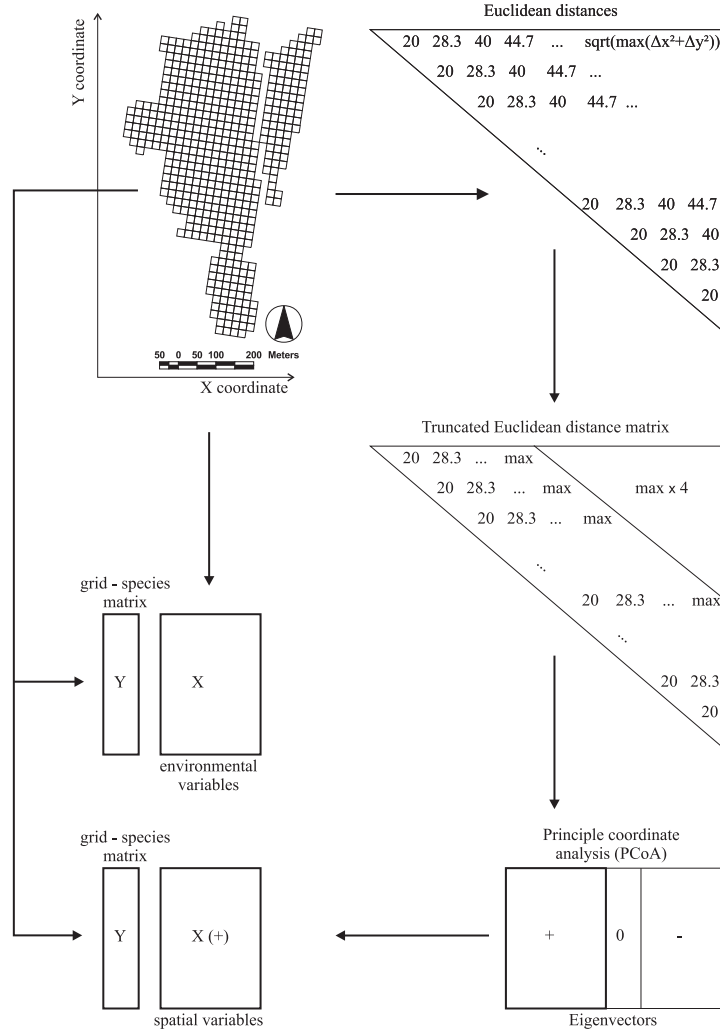 Euclidean distances
20 28.3 40 44.7 ... sqrt(max(Δx²+Δy²))
20 28.3 40 44.7 ...
20 28.3 40 44.7 ...
...
20 28.3 40 44.7
20 28.3 40
20 28.3
20
Y coordinate
50 0 50 100 200 Meters
X coordinate
Truncated Euclidean distance matrix
20 28.3 ... max
20 28.3 ... max
max x 4
20 28.3 ... max
...
20 28.3 ... max
...
20 28.3
20
grid - species
matrix
Y
X
environmental
variables
grid - species
matrix
Y
X (+)
spatial variables
Principle coordinate
analysis (PCoA)
+
0
-
Eigenvectors